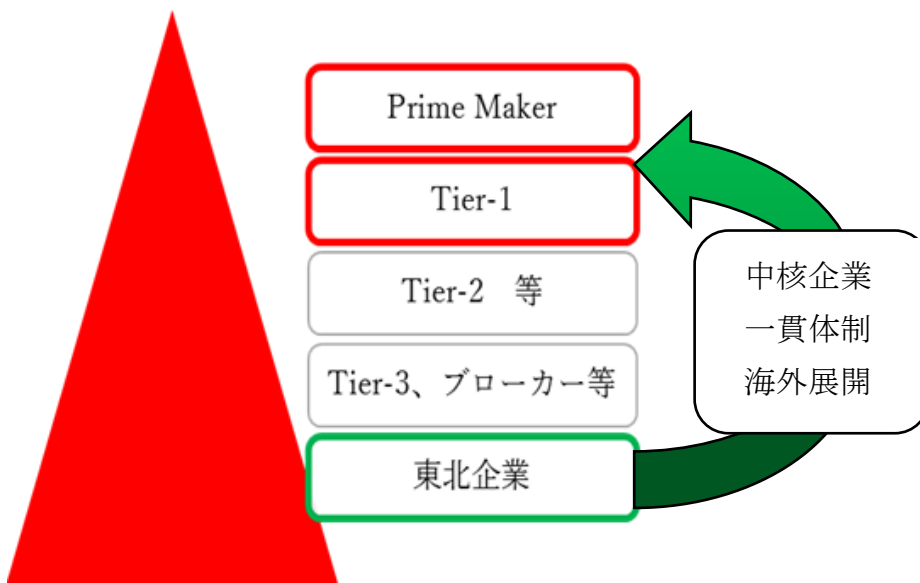 Prime Maker
Tier-1
Tier-2　等
Tier-3、ブローカー等
東北企業
中核企業
一貫体制
海外展開